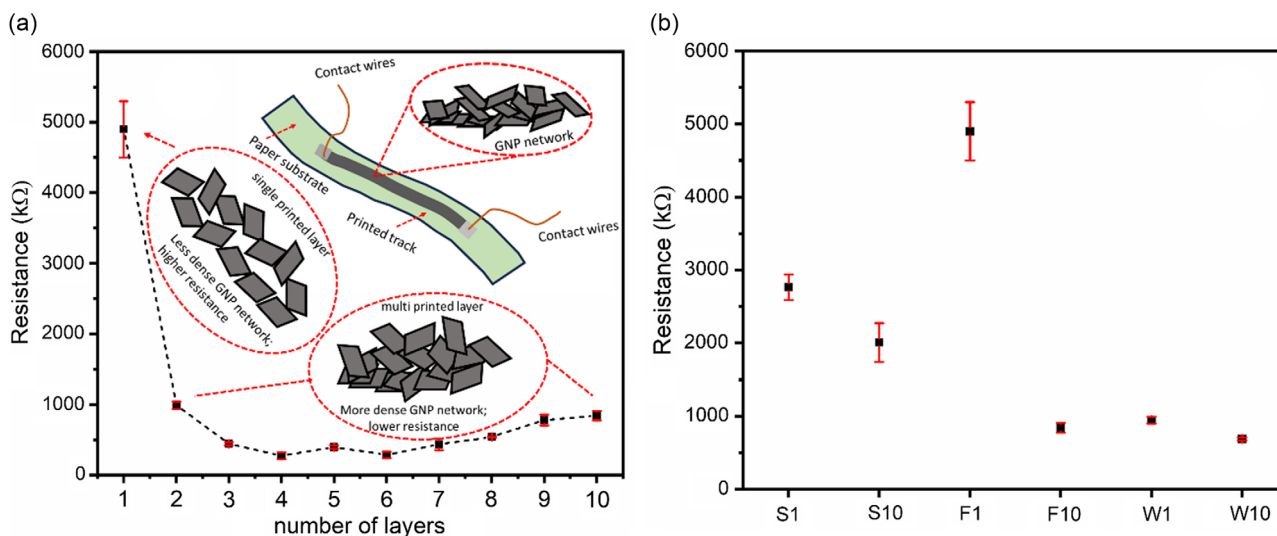 (a)
6000
5000
4000
3000
2000
1000
0
Resistance (kΩ)
1 2 3 4 5 6 7 8 9 10
number of layers
Contact wires
Paper substrate
Printed track
Contact wires
GNP network
single printed layer
Less dense GNP network;
higher resistance
multi printed layer
More dense GNP network;
lower resistance
(b)
6000
5000
4000
3000
2000
1000
0
Resistance (kΩ)
S1 S10 F1 F10 W1 W10